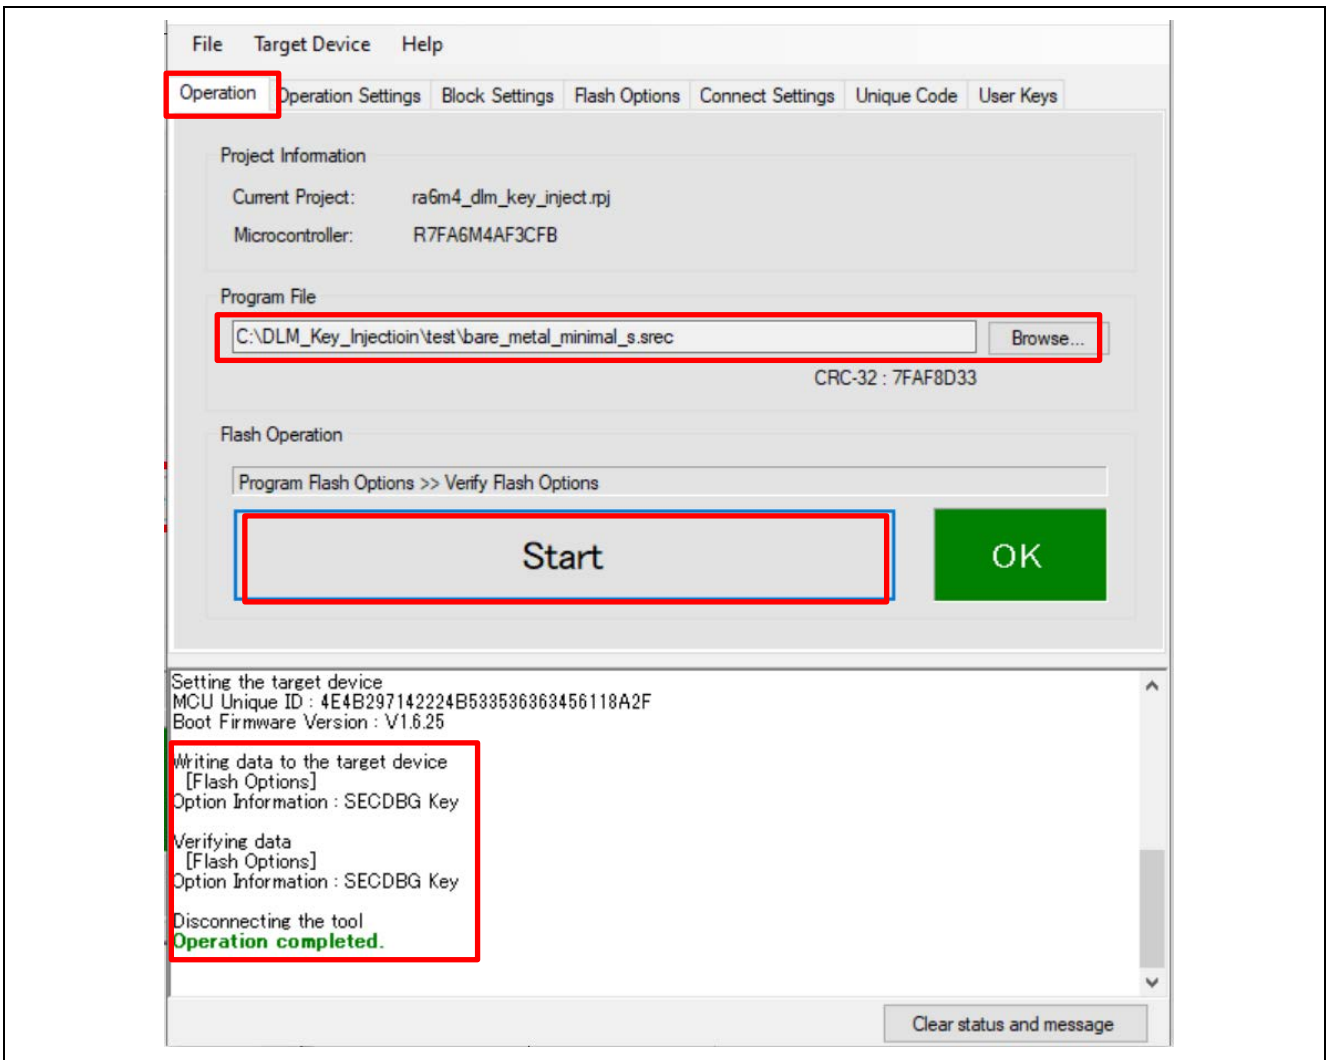 File Target Device Help
Operation Operation Settings Block Settings Flash Options Connect Settings Unique Code User Keys
Project Information
Current Project: ra6m4_dlm_key_inject.rpj
Microcontroller: R7FA6M4AF3CFB
Program File
C:\DLM_Key_Injectioin\test\bare_metal_minimal_s.srec Browse...
CRC-32 : 7FAF8D33
Flash Operation
Program Flash Options >> Verify Flash Options
Start OK
Setting the target device
MCU Unique ID : 4E4B297142224B533536363456118A2F
Boot Firmware Version : V1.6.25
Writing data to the target device
[Flash Options]
Option Information : SECDBG Key
Verifying data
[Flash Options]
Option Information : SECDBG Key
Disconnecting the tool
Operation completed.
Clear status and message